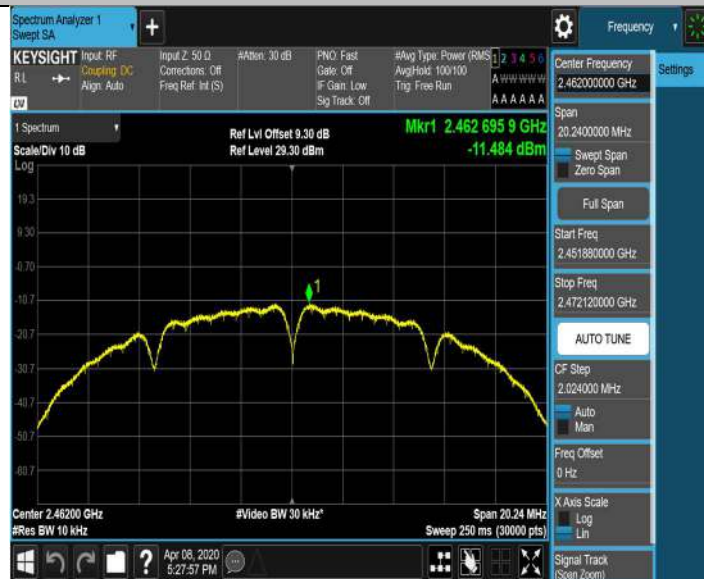 Spectrum Analyzer 1
Swept SA
+
Frequency
KEYSIGHT
Input: RF
Input Z: 50 Ω
#Atten: 30 dB
PNO: Fast
#Avg Type: Power (RMS
1 2 3 4 5 6
RL
Coupling: DC
Corrections: Off
Gate: Off
Avg|Hold: 100/100
A W W W W W
Align: Auto
Freq Ref: Int (S)
IF Gain: Low
Trig: Free Run
Sig Track: Off
A A A A A A
1 Spectrum
Scale/Div 10 dB
Ref Lvl Offset 9.30 dB
Ref Level 29.30 dBm
Mkr1 2.462 695 9 GHz
-11.484 dBm
Log
19.3
9.30
-0.70
-10.7
-20.7
-30.7
-40.7
-50.7
-60.7
1
Center 2.46200 GHz
#Video BW 30 kHz*
Span 20.24 MHz
#Res BW 10 kHz
Sweep 250 ms (30000 pts)
?
Apr 08, 2020
5:27:57 PM
Settings
Center Frequency
2.462000000 GHz
Span
20.2400000 MHz
Swept Span
Zero Span
Full Span
Start Freq
2.451880000 GHz
Stop Freq
2.472120000 GHz
AUTO TUNE
CF Step
2.024000 MHz
Auto
Man
Freq Offset
0 Hz
X Axis Scale
Log
Lin
Signal Track
(Span Zoom)